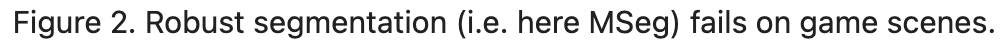 Figure 2. Robust segmentation (i.e. here MSeg) fails on game scenes.